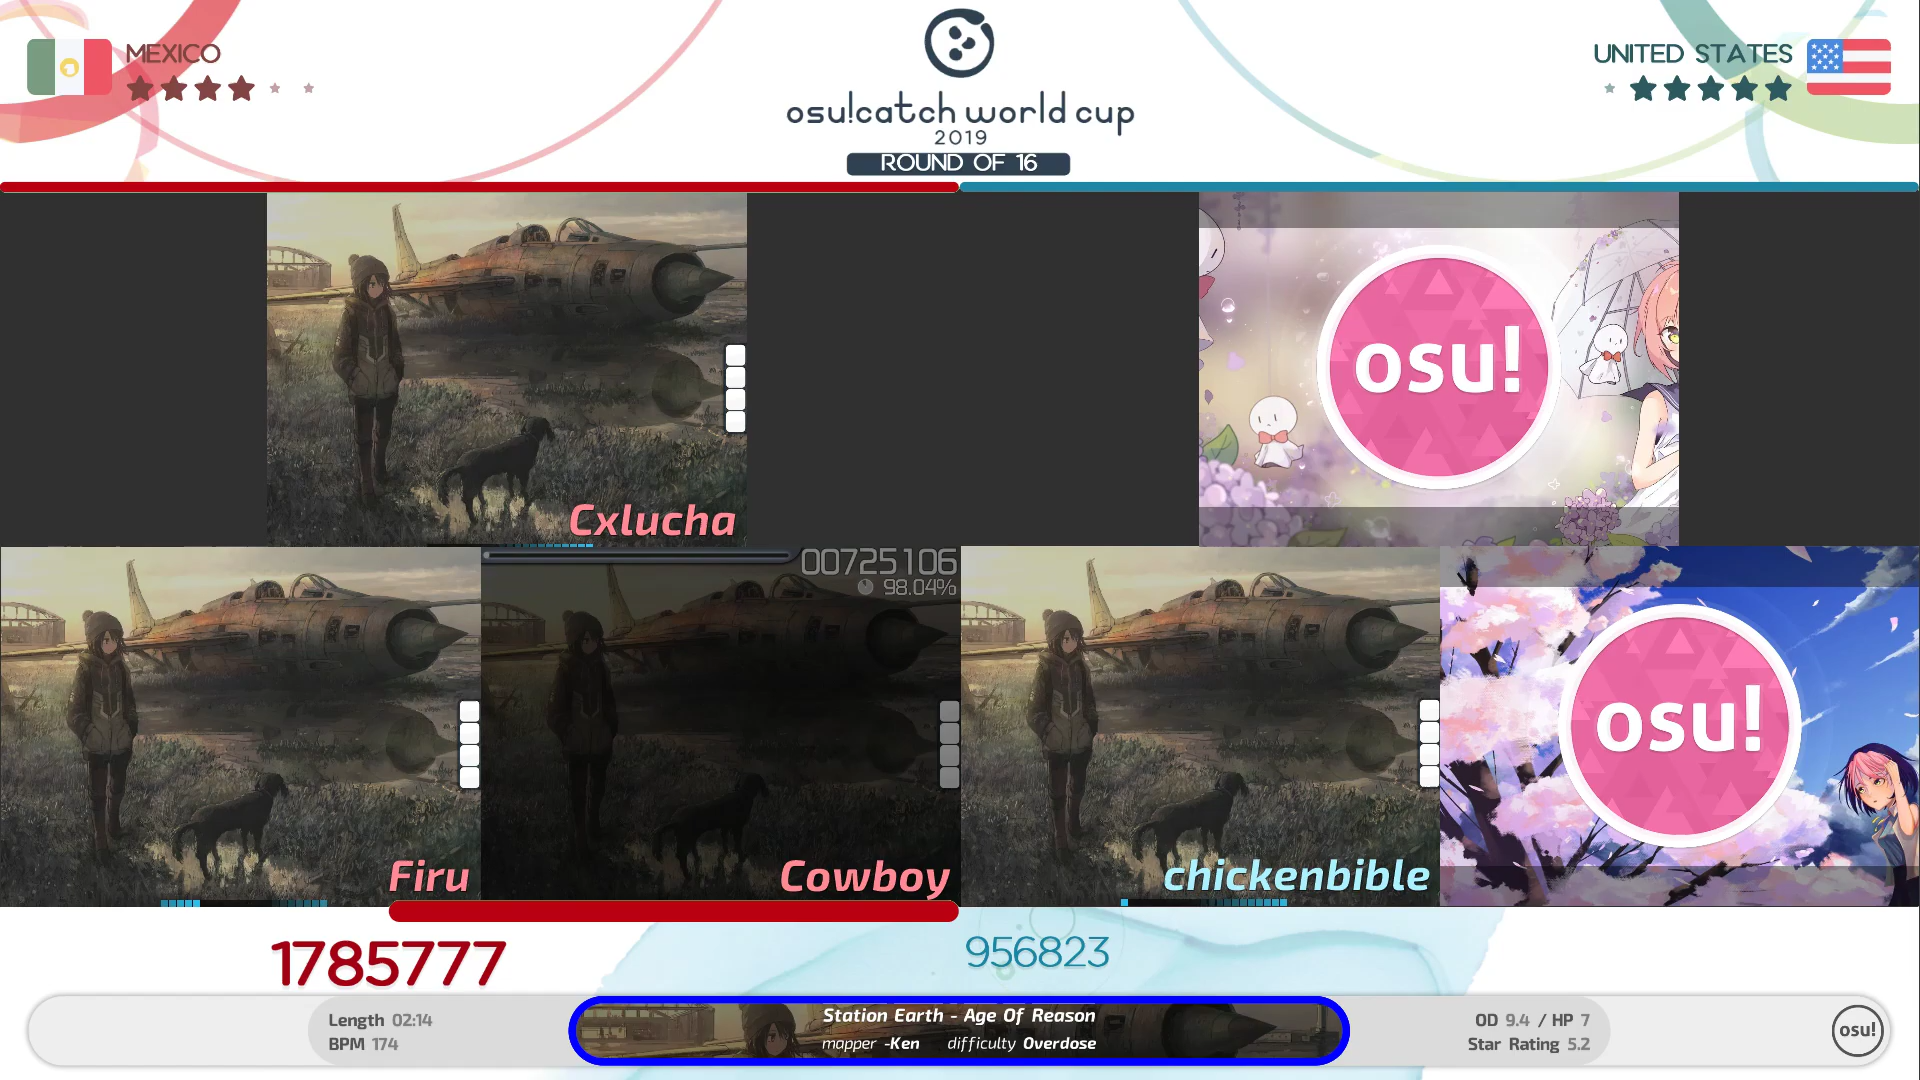 MEXICO
UNITED STATES
osu!catch world cup
2019
ROUND OF 16
osu!
Cxlucha
00725106
98.04%
osu!
Firu
Cowboy
chickenbible
1785777
956823
Length 02:14
BPM 174
Station Earth - Age Of Reason
mapper -Ken difficulty Overdose
OD 9.4 / HP 7
Star Rating 5.2
osu!